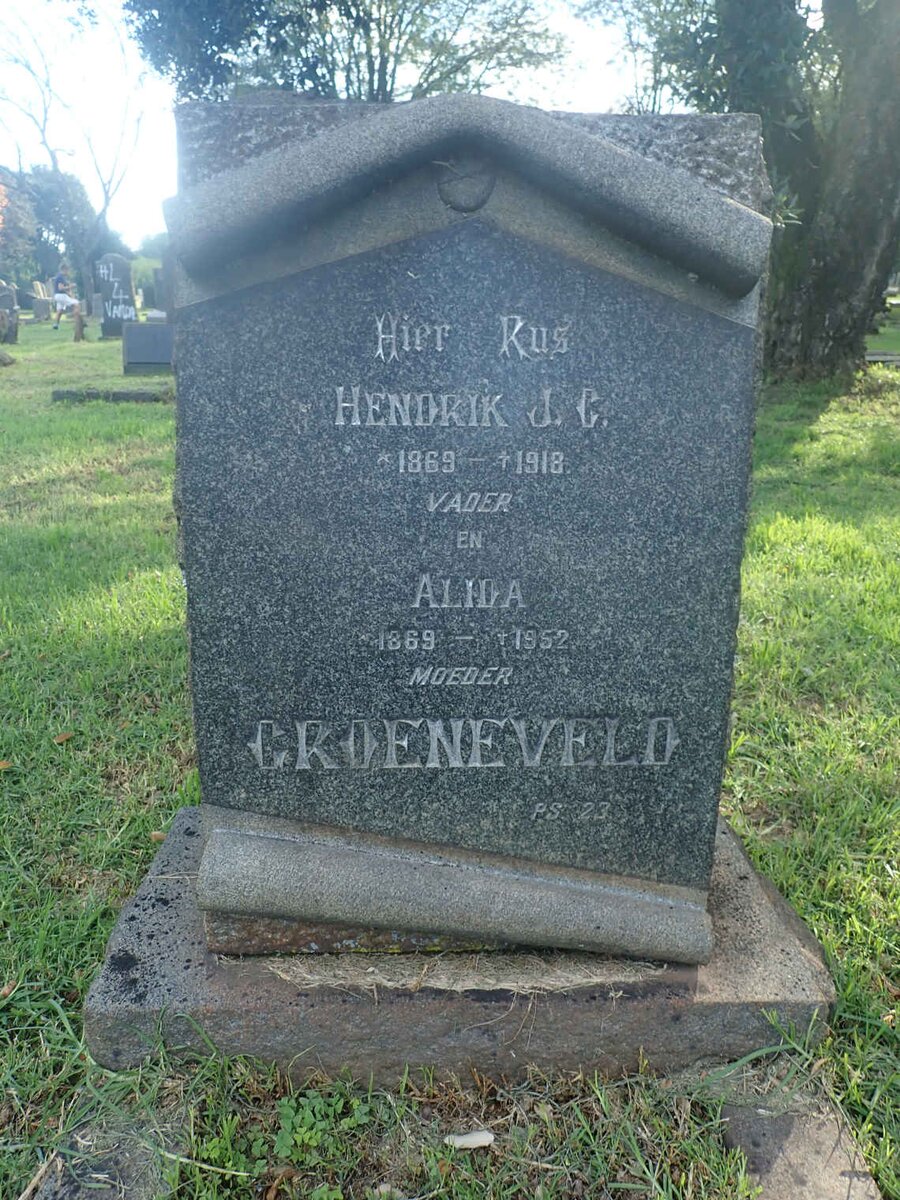 Hier Rus
HENDRIK J. C.
* 1869 – †1918
VADER
EN
ALIDA
* 1869 – †1952
MOEDER
GROENEVELD
PS 23